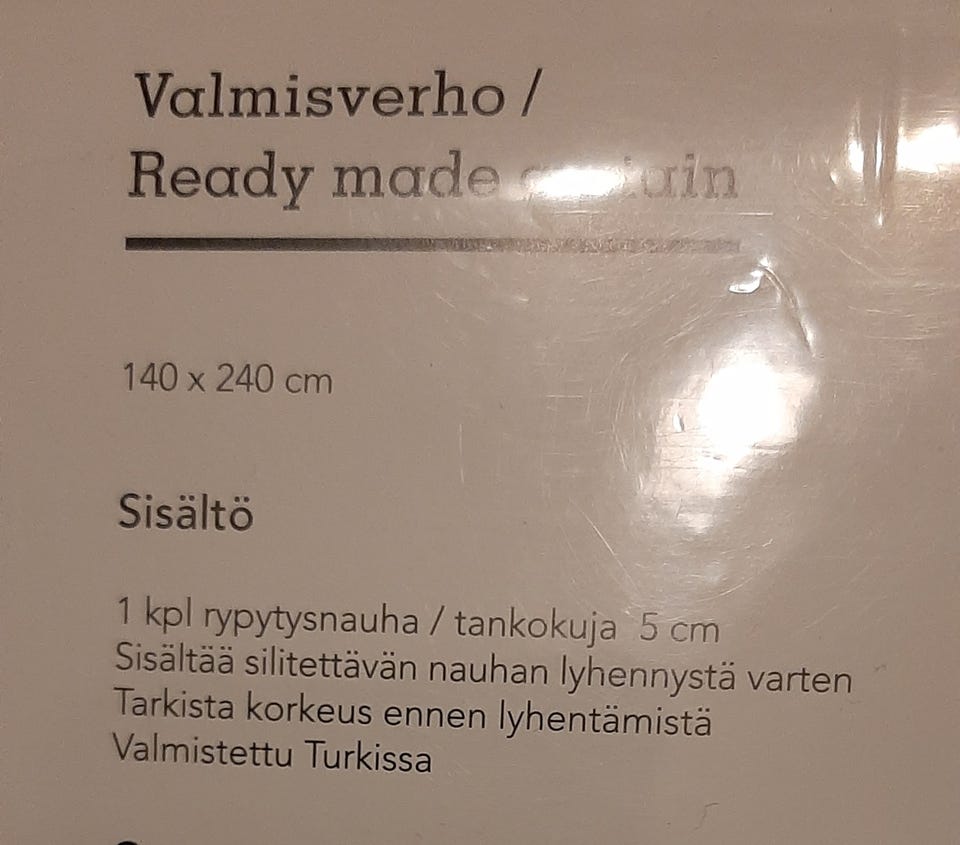 Valmisverho /
Ready made curtain
140 x 240 cm
Sisältö
1 kpl rypytysnauha / tankokuja 5 cm
Sisältää silitettävän nauhan lyhennystä varten
Tarkista korkeus ennen lyhentämistä
Valmistettu Turkissa